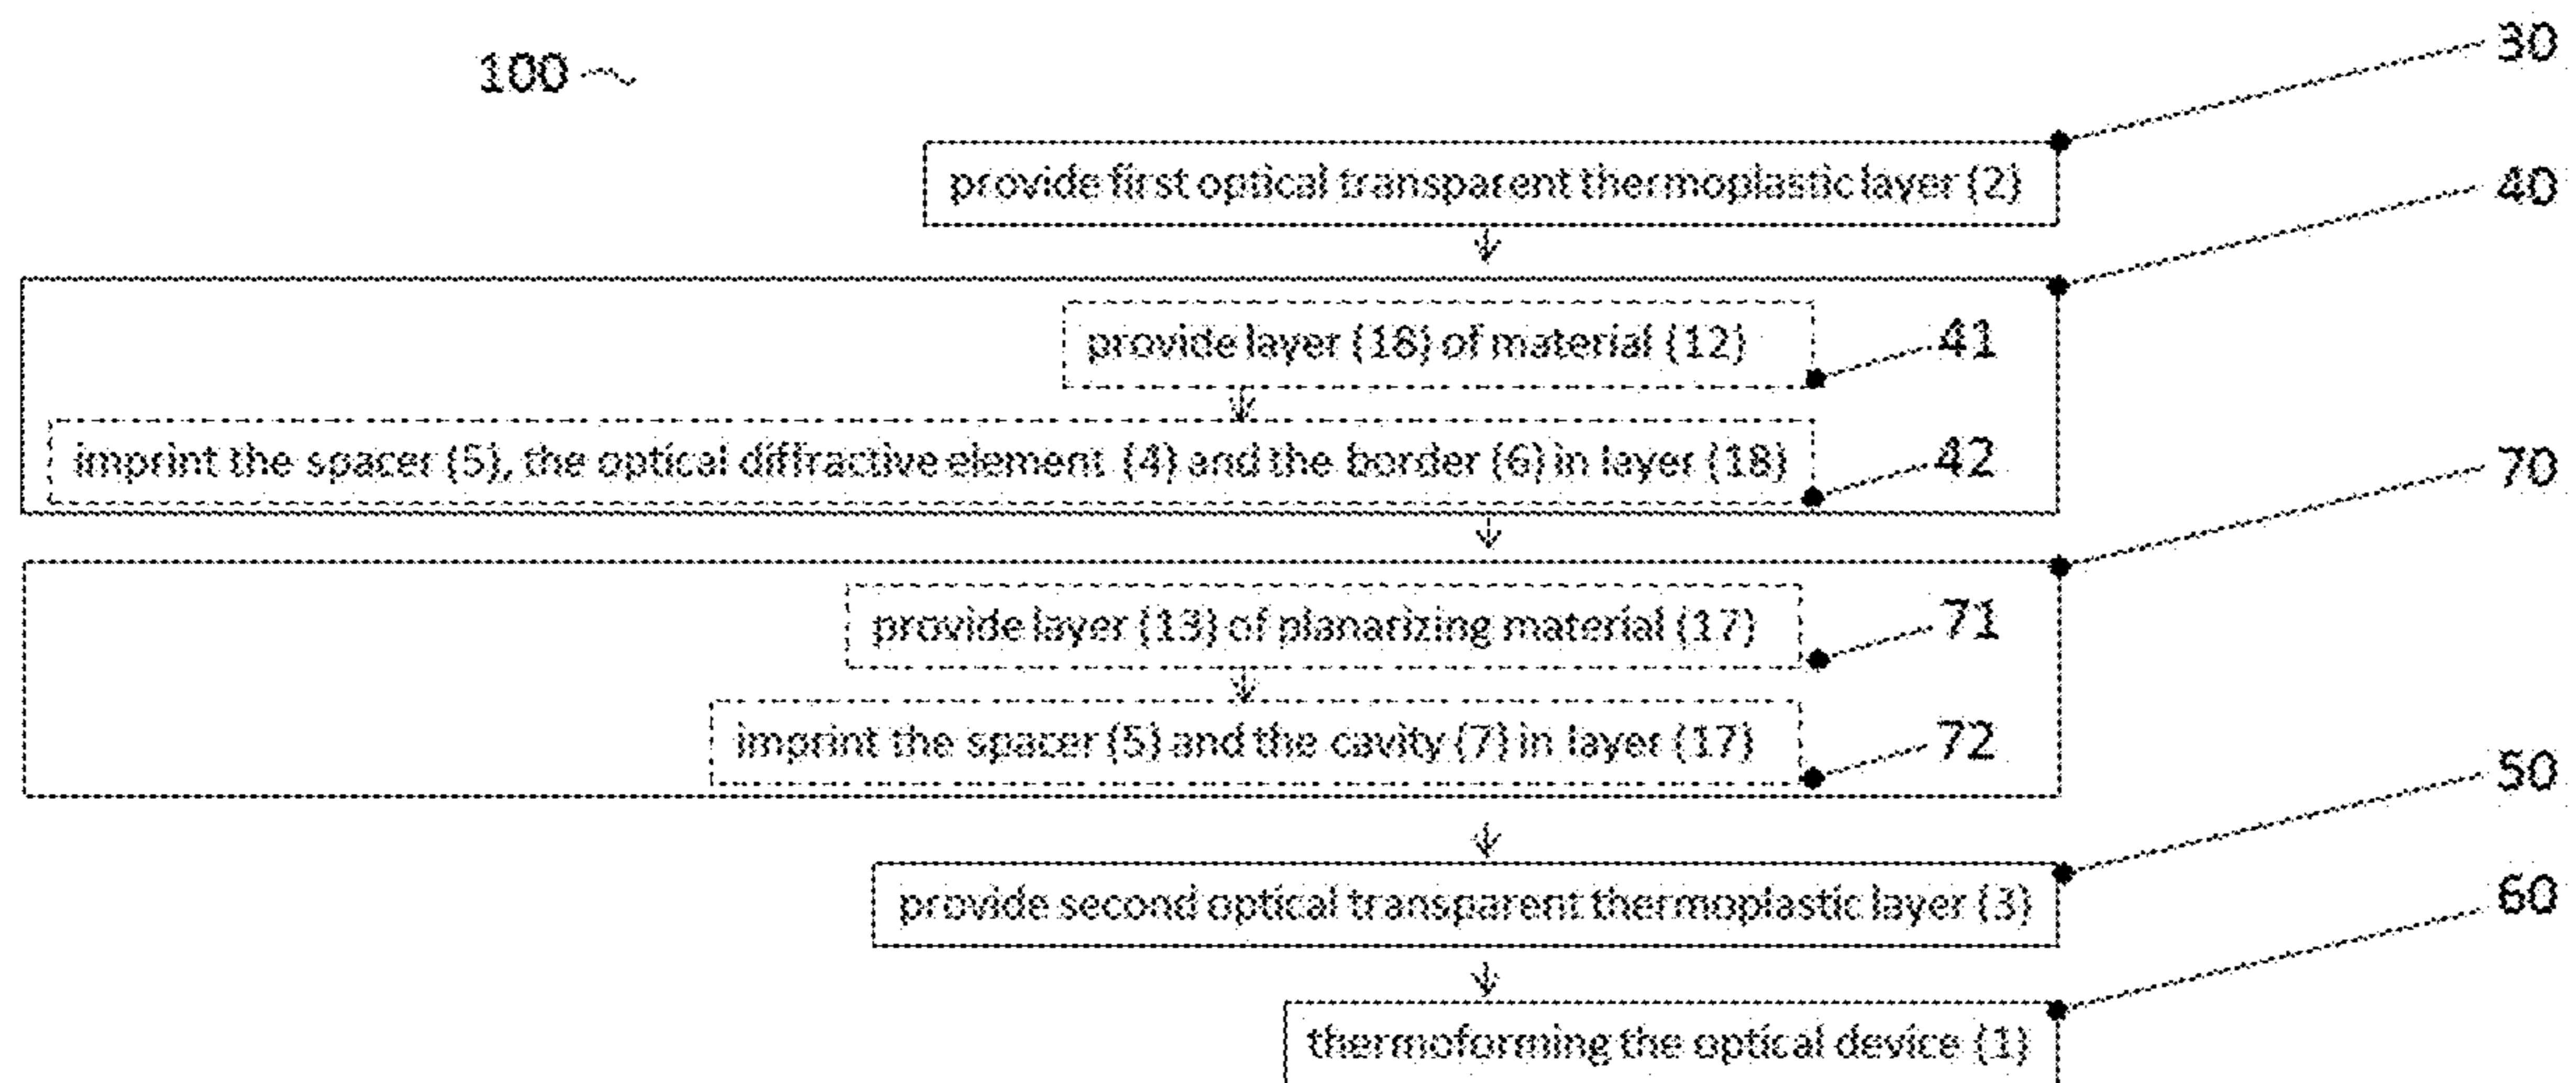 100
30
provide first optical transparent thermoplastic layer (2)
40
provide layer (18) of material (12)
41
imprint the spacer (5), the optical diffractive element (4) and the border (6) in layer (18)
42
70
provide layer (13) of planarizing material (17)
71
imprint the spacer (5) and the cavity (7) in layer (17)
72
50
provide second optical transparent thermoplastic layer (3)
60
thermoforming the optical device (1)